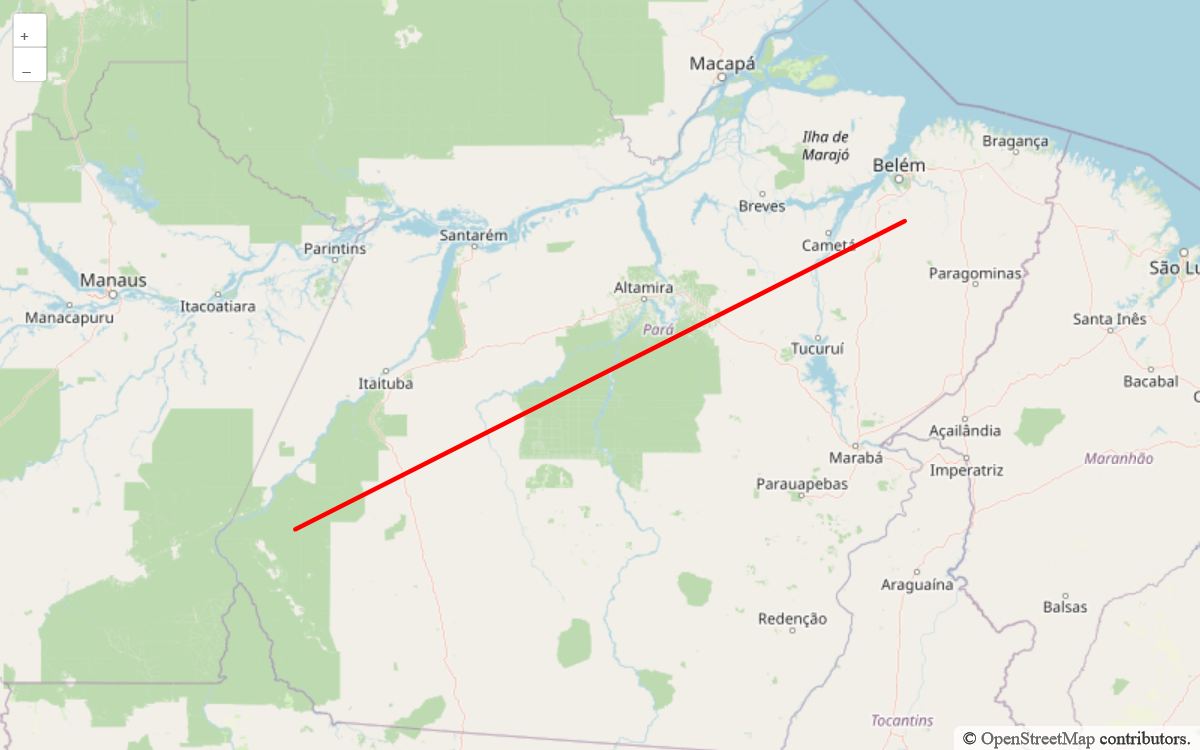 +
–
Macapá
Ilha de
Marajó
Bragança
Belém
Breves
Santarém
Parintins
Manaus
Itacoatiara
Manacapuru
Altamira
Pará
Paragominas
São Lu
Santa Inês
Tucuruí
Itaituba
Bacabal
Açailândia
Marabá
Imperatriz
Maranhão
Parauapebas
Araguaína
Balsas
Redenção
Tocantins
© OpenStreetMap contributors.